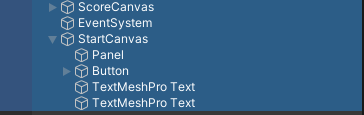 ScoreCanvas
EventSystem
StartCanvas
Panel
Button
TextMeshPro Text
TextMeshPro Text